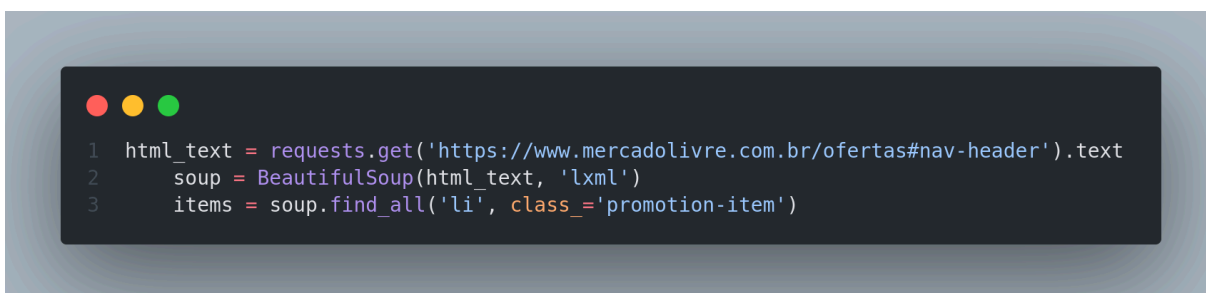 1 html_text = requests.get('https://www.mercadolivre.com.br/ofertas#nav-header').text
2     soup = BeautifulSoup(html_text, 'lxml')
3     items = soup.find_all('li', class_='promotion-item')